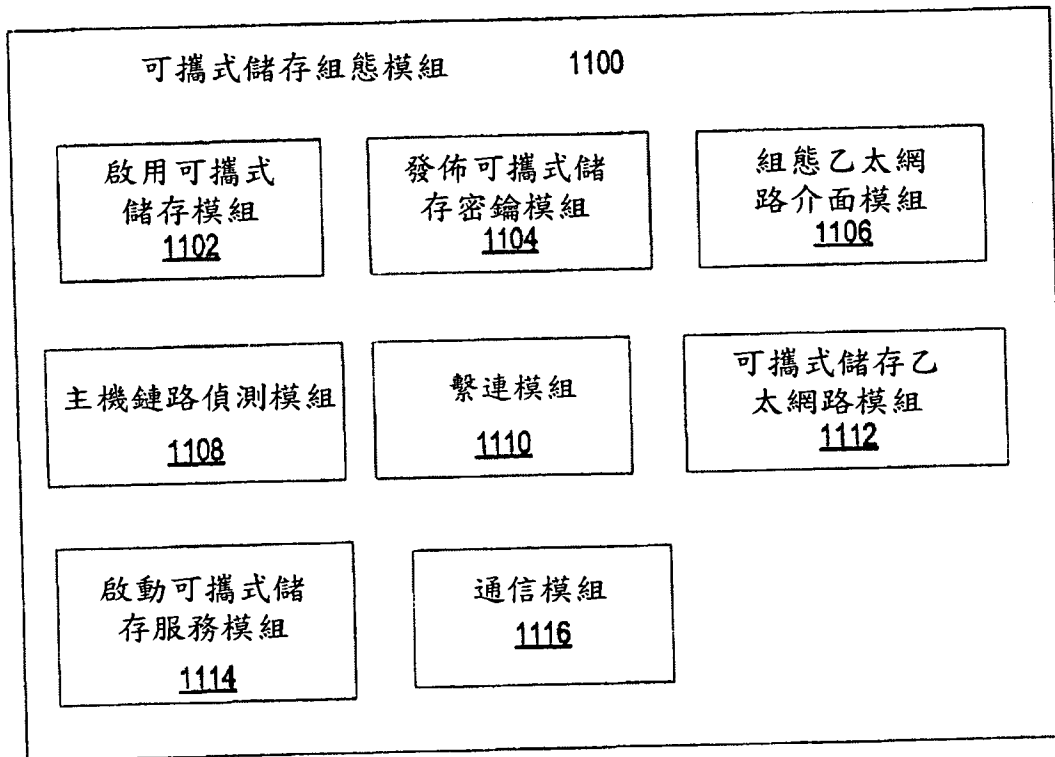 可攜式儲存組態模組 1100
啟用可攜式
儲存模組
1102
發佈可攜式儲
存密鑰模組
1104
組態乙太網
路介面模組
1106
主機鏈路偵測模組
1108
繫連模組
1110
可攜式儲存乙
太網路模組
1112
啟動可攜式儲
存服務模組
1114
通信模組
1116